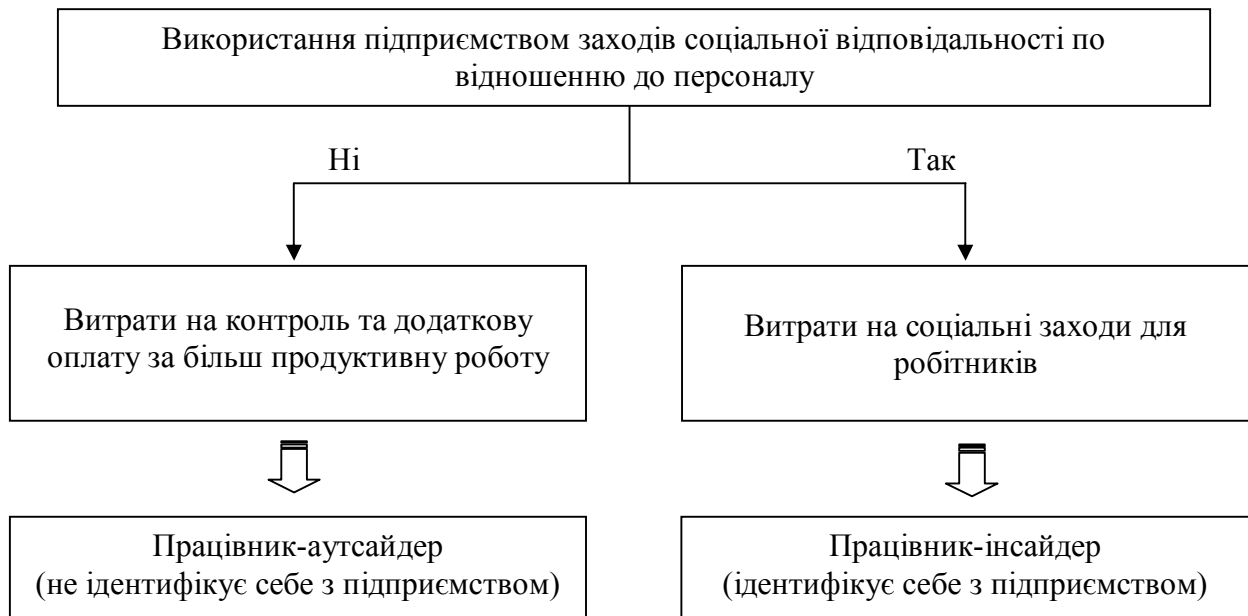 Використання підприємством заходів соціальної відповідальності по
відношенню до персоналу
Ні
Так
Витрати на контроль та додаткову
оплату за більш продуктивну роботу
Витрати на соціальні заходи для
робітників
Працівник-аутсайдер
(не ідентифікує себе з підприємством)
Працівник-інсайдер
(ідентифікує себе з підприємством)